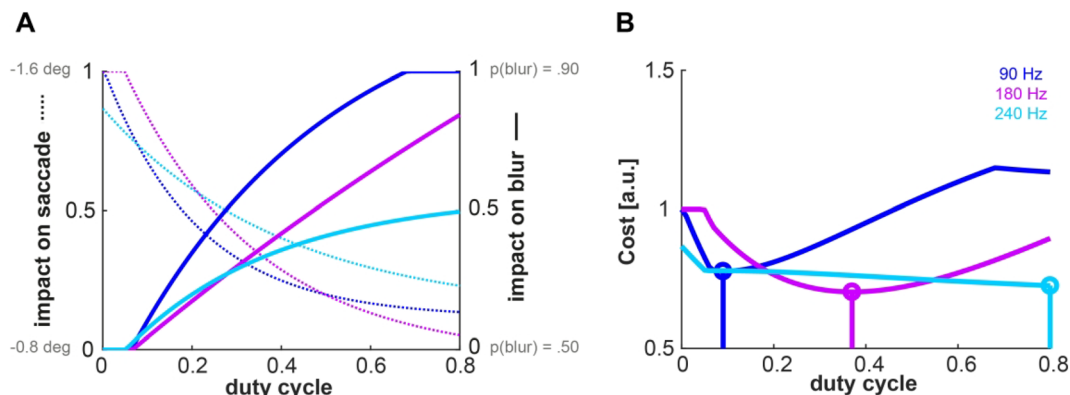 A
-1.6 deg
1
0.5
0
-0.8 deg
impact on saccade
0
0.2
0.4
0.6
0.8
duty cycle
1
p(blur) = .90
0.5
0
p(blur) = .50
impact on blur
B
1.5
1
0.5
Cost [a.u.]
90 Hz
180 Hz
240 Hz
0
0.2
0.4
0.6
0.8
duty cycle